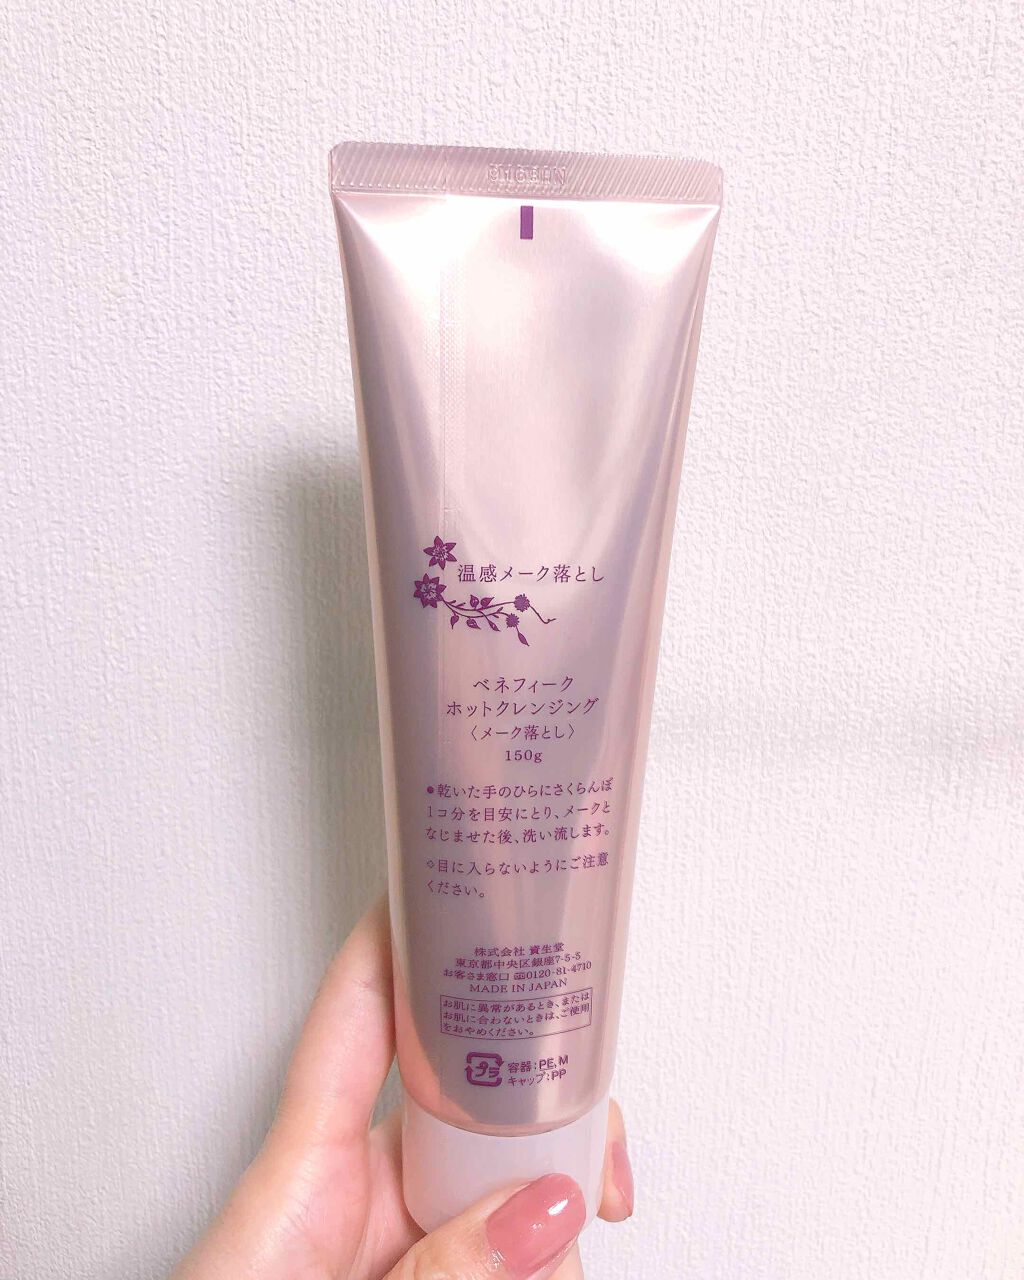 温感メーク落とし
ベネフィーク
ホットクレンジング
〈メーク落とし〉
150g
●乾いた手のひらにさくらんぼ
1コ分を目安にとり、メークと
なじませた後、洗い流します。
◇目に入らないようにご注意
ください。
株式会社 資生堂
東京都中央区銀座7-5-5
お客さま窓口 0120-81-4710
MADE IN JAPAN
お肌に異常があるとき、または
お肌に合わないときは、ご使用
をおやめください。
プラ
容器:PE,M
キャップ:PP